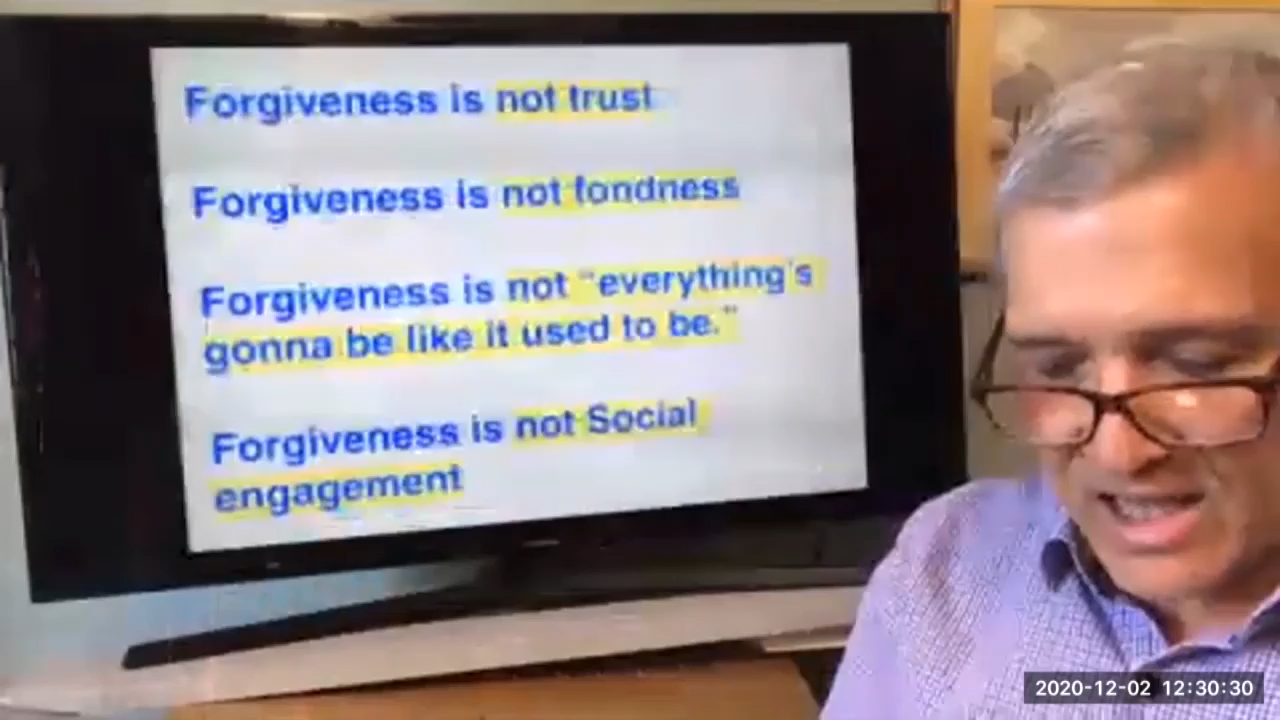 Forgiveness is not trust
Forgiveness is not fondness
Forgiveness is not "everything's
gonna be like it used to be."
Forgiveness is not Social
engagement
2020-12-02 12:30:30